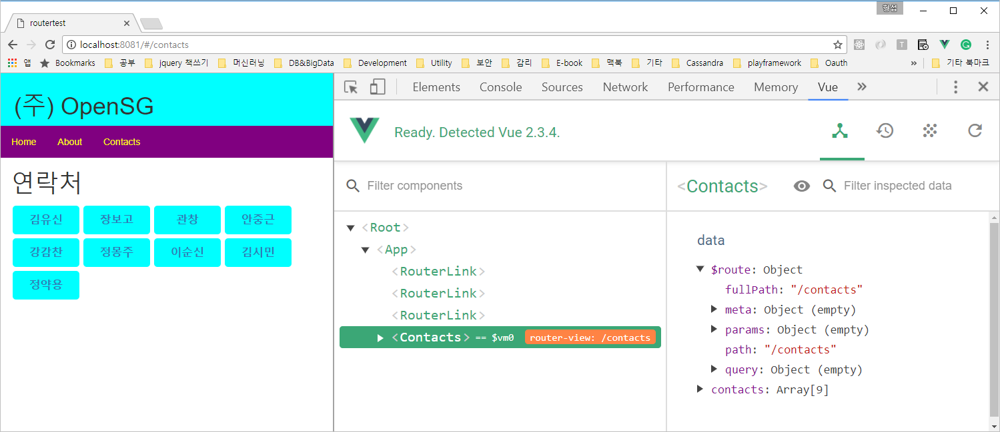 형섭
routertest
localhost:8081/#/contacts
앱 Bookmarks 공부 jquery 책쓰기 머신러닝 DB&BigData Development Utility 보안 감리 E-book 맥북 기타 Cassandra playframework Oauth » 기타 북마크
(주) OpenSG
Home About Contacts
연락처
김유신 장보고 관창 안중근
강감찬 정몽주 이순신 김시민
정약용
Elements Console Sources Network Performance Memory Vue »
Ready. Detected Vue 2.3.4.
Filter components
<Contacts> Filter inspected data
<Root>
<App>
<RouterLink>
<RouterLink>
<RouterLink>
<Contacts> == $vm0 router-view: /contacts
data
$route: Object
fullPath: "/contacts"
meta: Object (empty)
params: Object (empty)
path: "/contacts"
query: Object (empty)
contacts: Array[9]